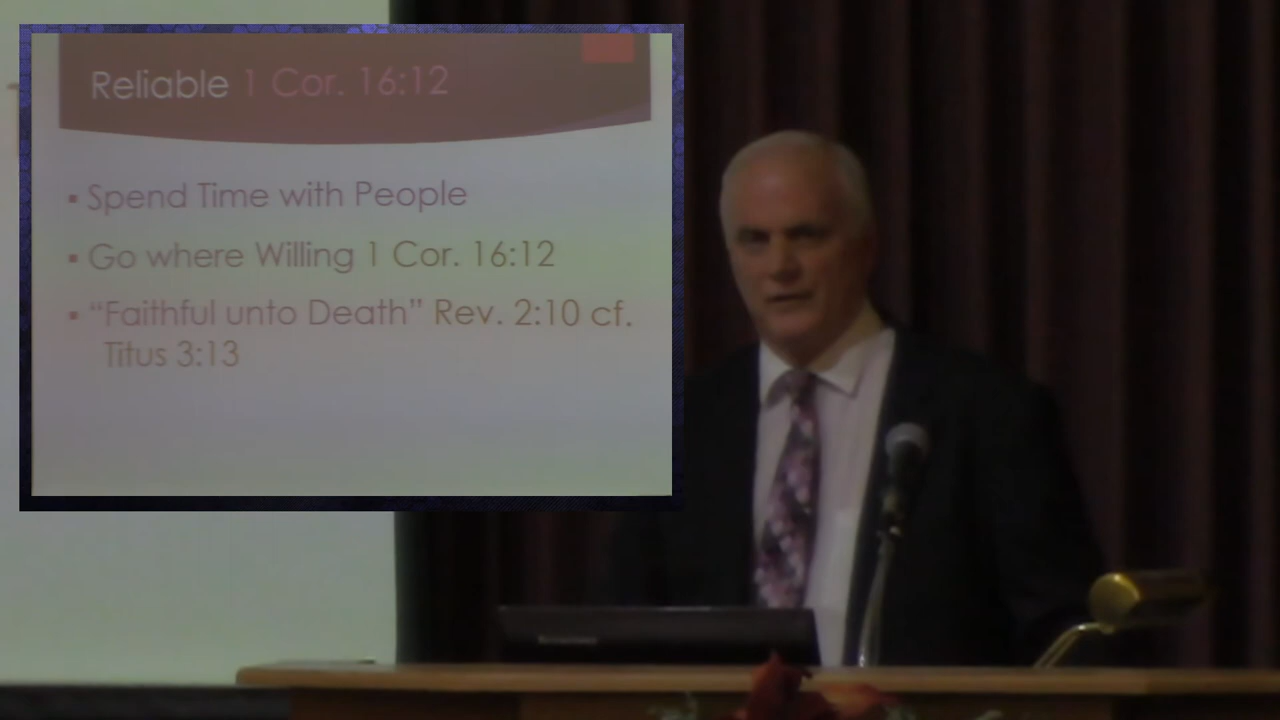 Reliable 1 Cor. 16:12
▪ Spend Time with People
▪ Go where Willing 1 Cor. 16:12
▪ “Faithful unto Death” Rev. 2:10 cf.
Titus 3:13